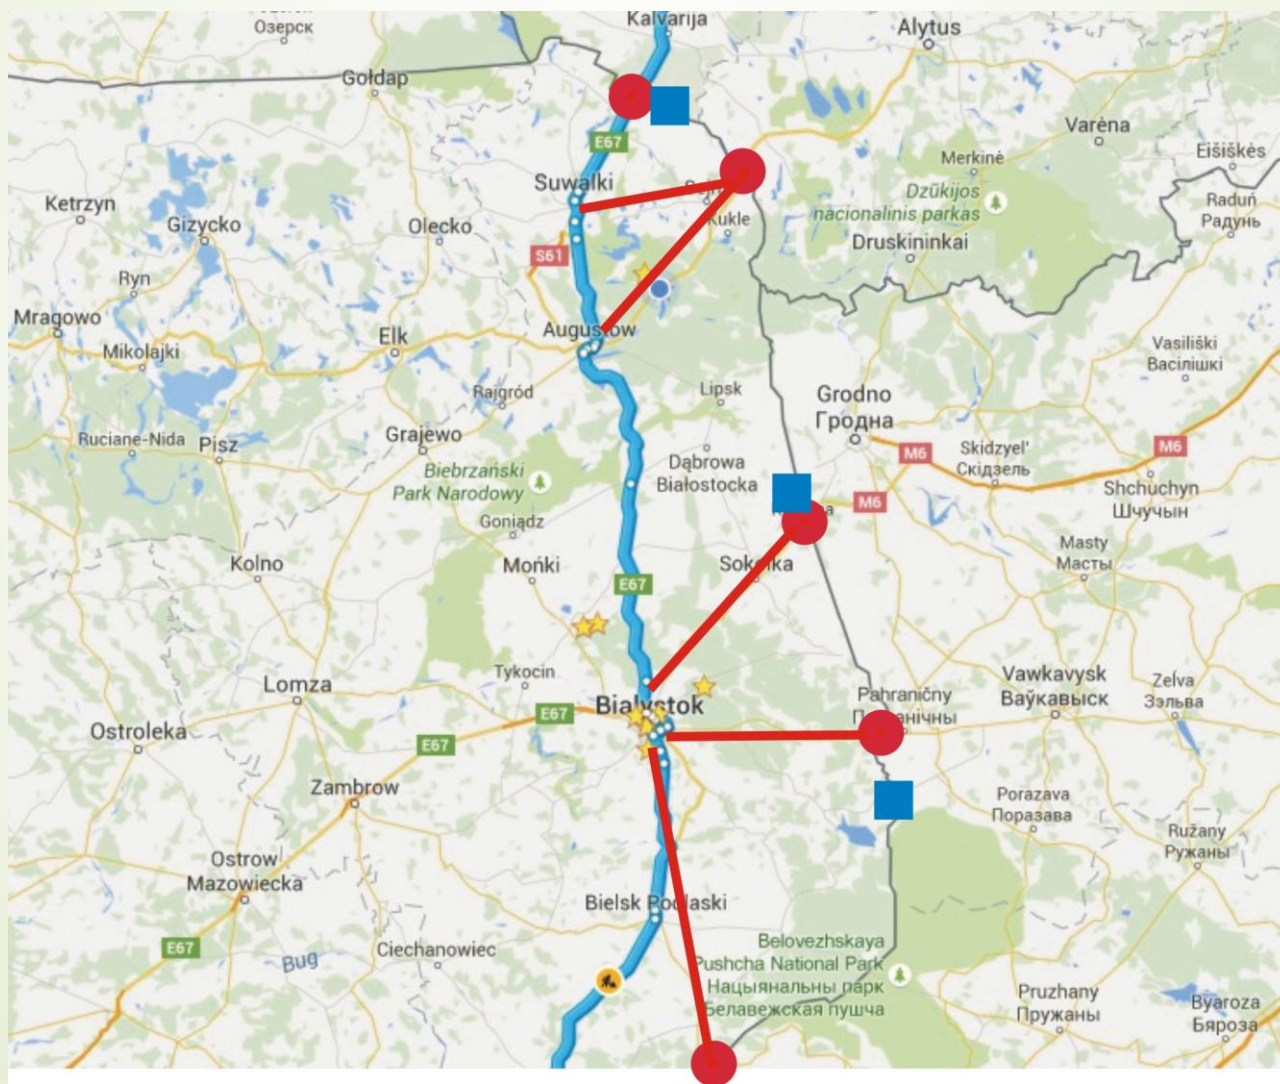 Kalvarija
Озерск
Alytus
Gołdap
Varėna
E67
Eišiškės
Merkinė
Suwalki
Dzūkijos
nacionalinis parkas
Raduń
Радунь
Ketrzyn
Gizycko
Olecko
Kukle
Druskininkai
S61
Ryn
Mragowo
Augustow
Elk
Mikolajki
Vasiliški
Васілішкі
Rajgród
Lipsk
Grodno
Гродна
Ruciane-Nida
Pisz
Grajewo
M6
Skidzyel'
Скідзель
M6
Biebrzański
Park Narodowy
Dąbrowa
Białostocka
Shchuchyn
Шчучын
M6
Goniądz
Kolno
Mońki
Sokolka
Masty
Масты
E67
Tykocin
Lomza
Bialystok
Pahraničny
Пагранічны
Vawkavysk
Ваўкавыск
Zelva
Зэльва
E67
Ostroleka
E67
Zambrow
Porazava
Поразава
Ružany
Ружаны
Ostrow
Mazowiecka
Bielsk Podlaski
E67
Bug
Ciechanowiec
Belovezhskaya
Pushcha National Park
Нацыянальны парк
Белавежская пушча
Pruzhany
Пружаны
Byaroza
Бяроза